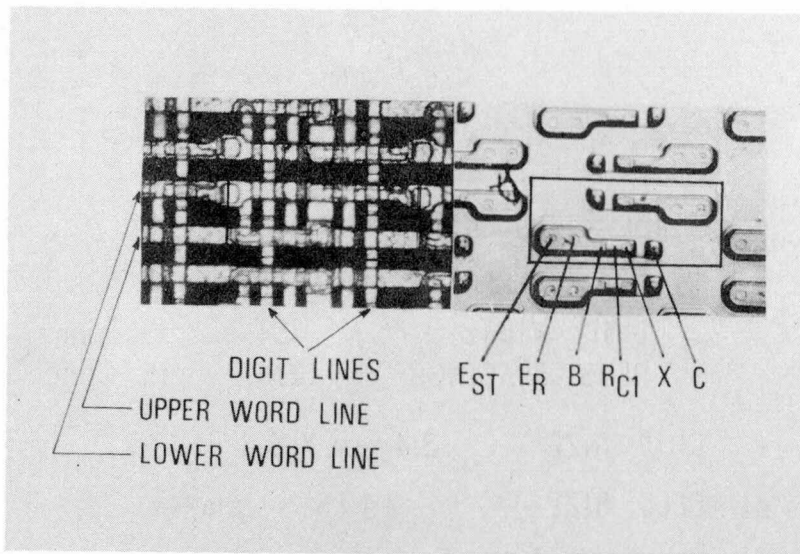 DIGIT LINES
UPPER WORD LINE
LOWER WORD LINE
EST ER B RC1 X C